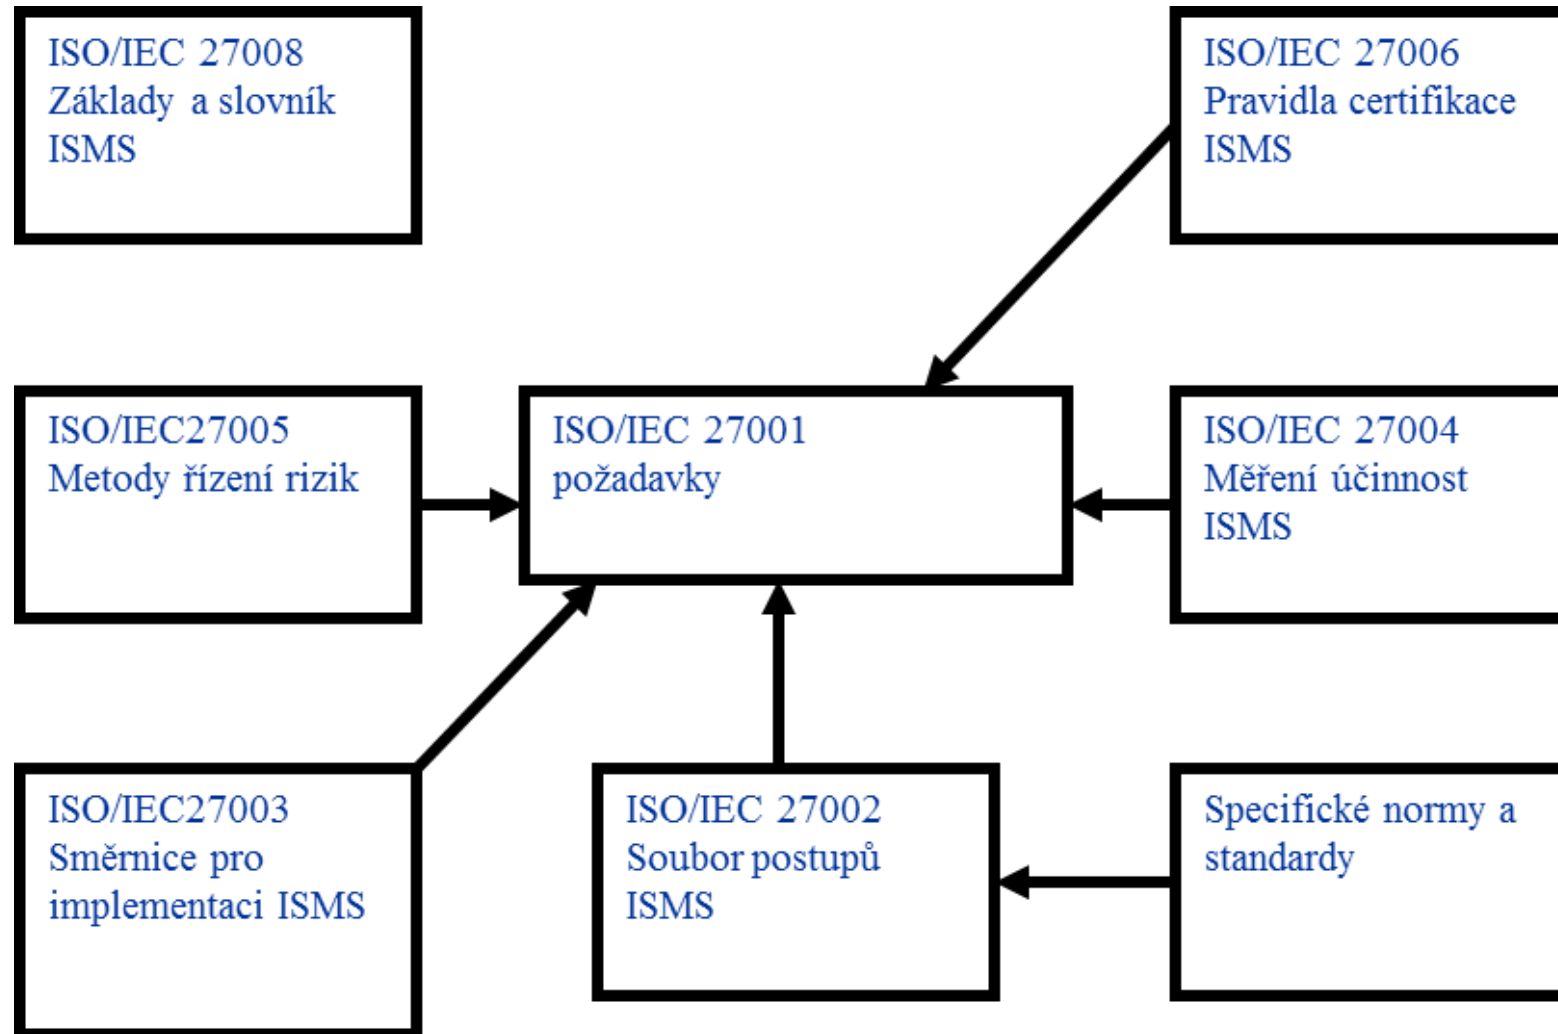 ISO/IEC 27008
Základy a slovník
ISMS
ISO/IEC 27006
Pravidla certifikace
ISMS
ISO/IEC27005
Metody řízení rizik
ISO/IEC 27001
požadavky
ISO/IEC 27004
Měření účinnost
ISMS
ISO/IEC27003
Směrnice pro
implementaci ISMS
ISO/IEC 27002
Soubor postupů
ISMS
Specifické normy a
standardy